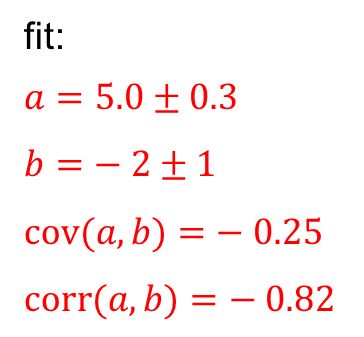 fit:
a = 5.0 ± 0.3
b = − 2 ± 1
cov(a, b) = − 0.25
corr(a, b) = − 0.82